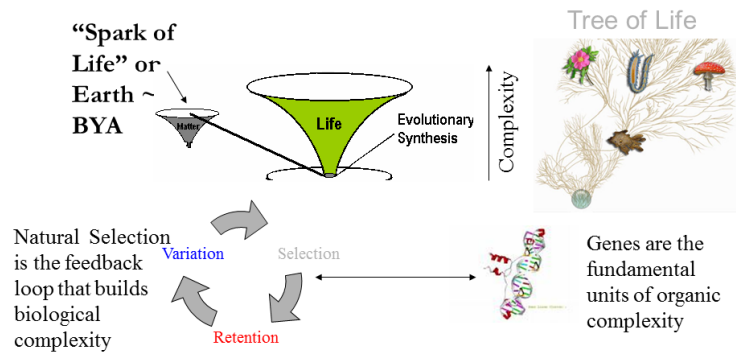 “Spark of
Life” or
Earth ~
BYA
Matter
Life
Evolutionary
Synthesis
Complexity
Tree of Life
Natural Selection
is the feedback
loop that builds
biological
complexity
Variation
Selection
Retention
Genes are the
fundamental
units of organic
complexity